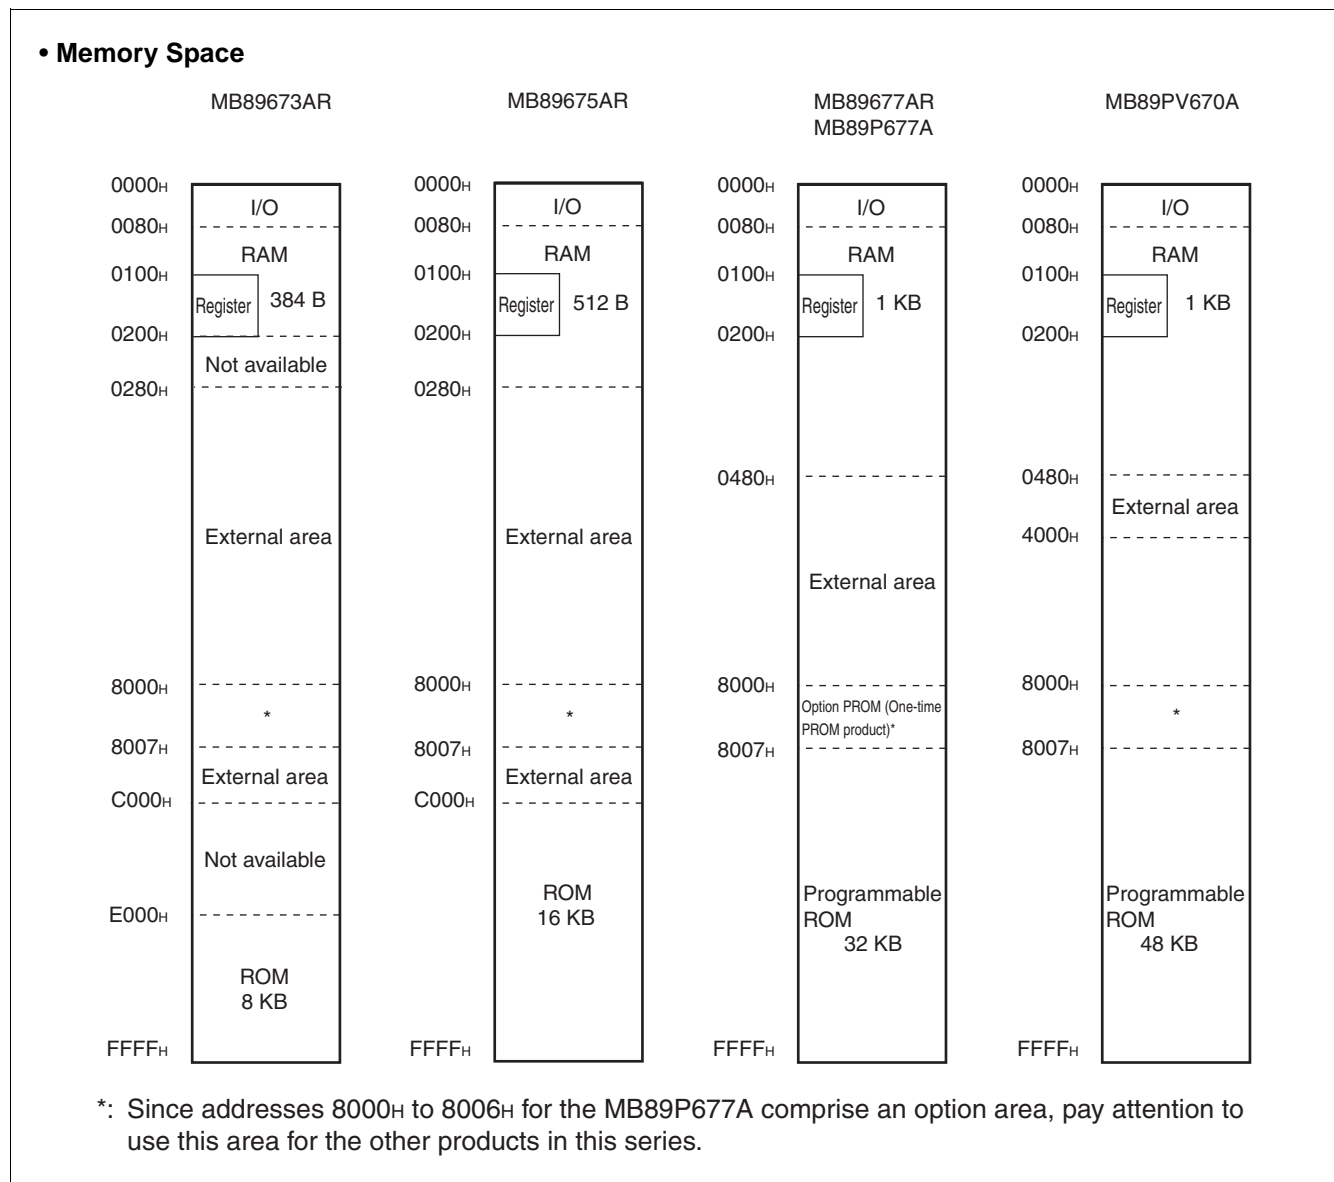 • Memory Space
MB89673AR
0000H
I/O
0080H
RAM
0100H
Register
384 B
0200H
Not available
0280H
External area
8000H
*
8007H
External area
C000H
Not available
E000H
ROM
8 KB
FFFFH
MB89675AR
0000H
I/O
0080H
RAM
0100H
Register
512 B
0200H
0280H
External area
8000H
*
8007H
External area
C000H
ROM
16 KB
FFFFH
MB89677AR
MB89P677A
0000H
I/O
0080H
RAM
0100H
Register
1 KB
0200H
0480H
External area
8000H
Option PROM (One-time
PROM product)*
8007H
Programmable
ROM
32 KB
FFFFH
MB89PV670A
0000H
I/O
0080H
RAM
0100H
Register
1 KB
0200H
0480H
External area
4000H
8000H
*
8007H
Programmable
ROM
48 KB
FFFFH
*: Since addresses 8000H to 8006H for the MB89P677A comprise an option area, pay attention to
use this area for the other products in this series.